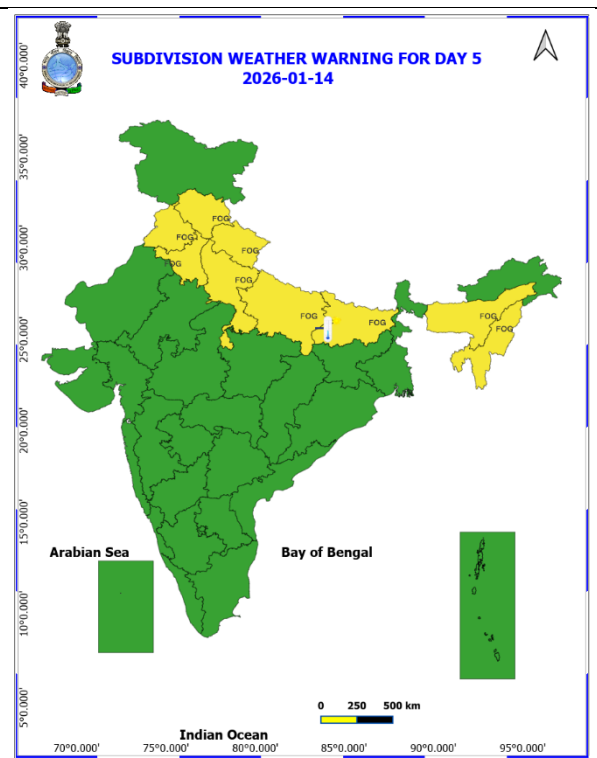 SUBDIVISION WEATHER WARNING FOR DAY 5
2026-01-14
40°0.000'
35°0.000'
30°0.000'
25°0.000'
20°0.000'
15°0.000'
10°0.000'
5°0.000'
FOG
FOG
FOG
FOG
FOG
FOG
FOG
FOG
FOG
Arabian Sea
Bay of Bengal
0 250 500 km
Indian Ocean
70°0.000' 75°0.000' 80°0.000' 85°0.000' 90°0.000' 95°0.000'